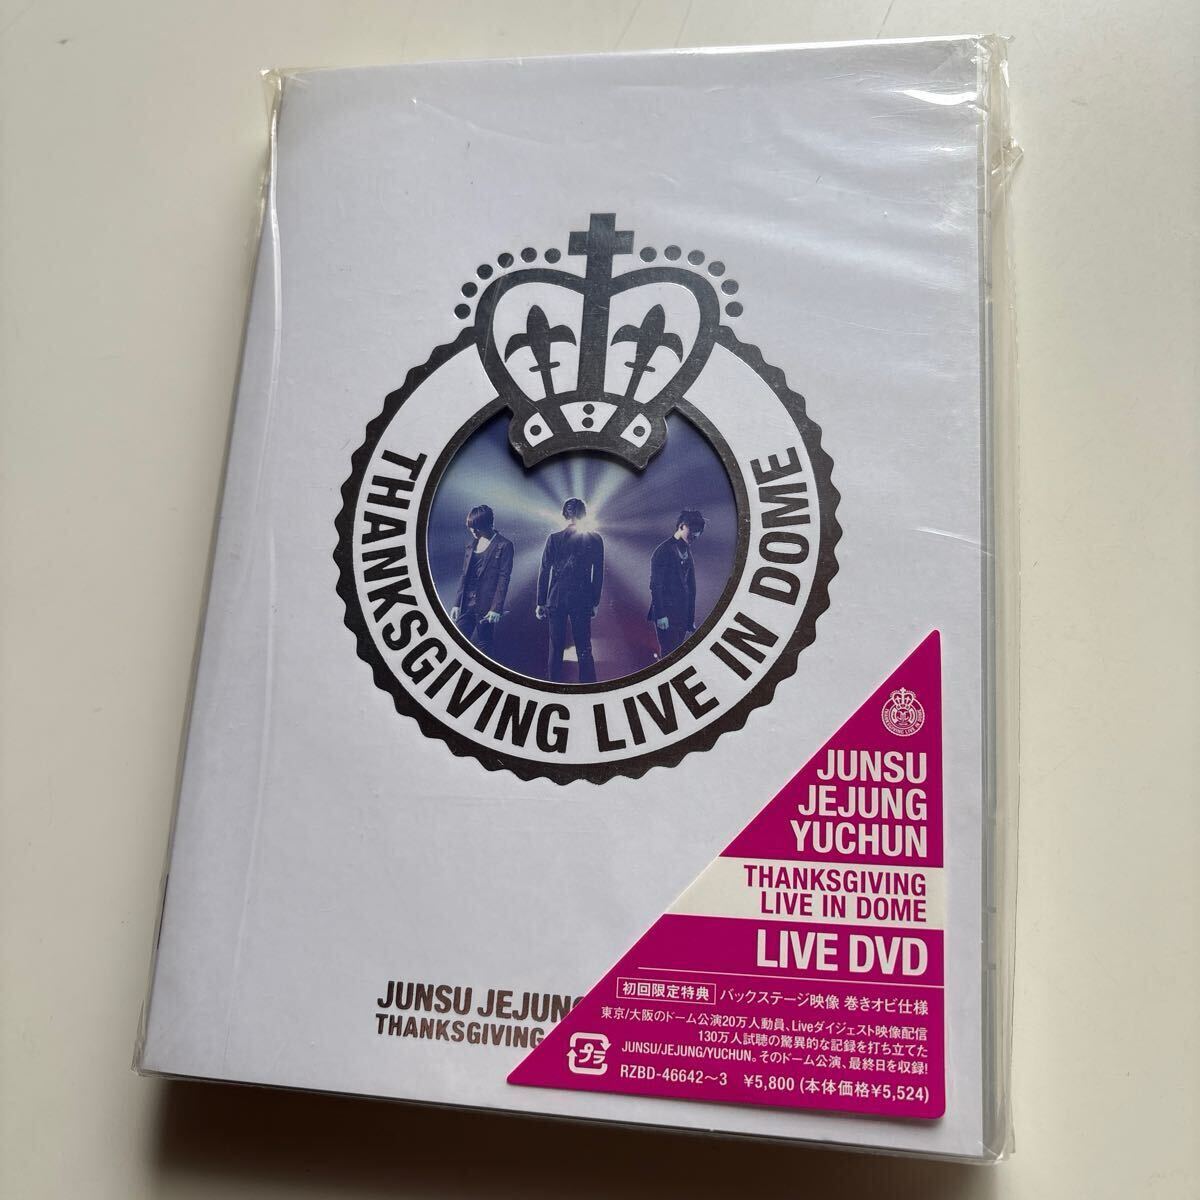 THANKSGIVING LIVE IN DOME
JUNSU JEJUNG
THANKSGIVING
THANKSGIVING LIVE IN DOME
JUNSU
JEJUNG
YUCHUN
THANKSGIVING
LIVE IN DOME
LIVE DVD
初回限定特典 バックステージ映像 巻きオビ仕様
東京/大阪のドーム公演20万人動員、Liveダイジェスト映像配信
130万人試聴の驚異的な記録を打ち立てた
JUNSU/JEJUNG/YUCHUN。そのドーム公演、最終日を収録!
プラ
RZBD-46642〜3 ¥5,800 (本体価格¥5,524)